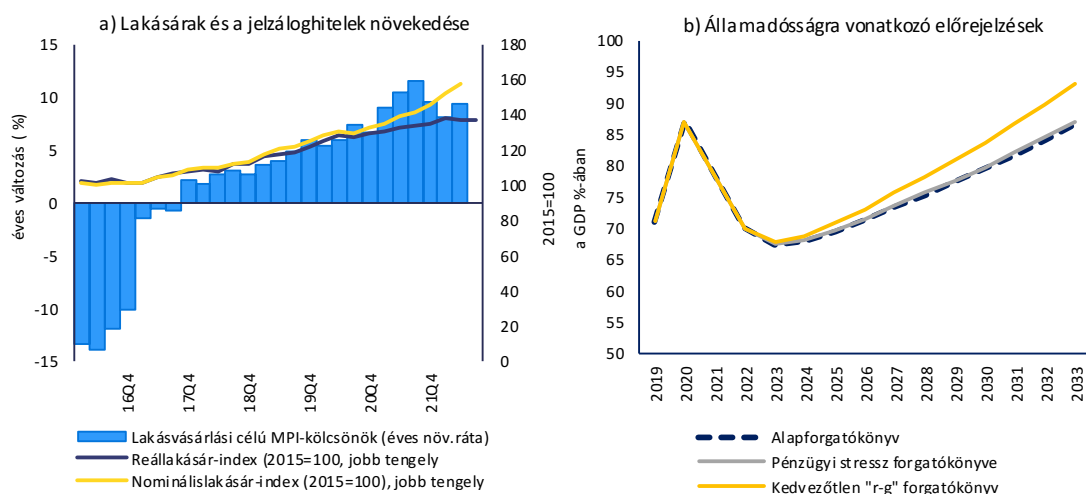 a) Lakásárak és a jelzáloghitelek növekedése
15
10
5
0
-5
-10
-15
éves változás ( %)
180
160
140
120
100
80
60
40
20
0
2015=100
16Q4
17Q4
18Q4
19Q4
20Q4
21Q4
Lakásvásárlási célú MPI-kölcsönök (éves növ.ráta)
Reállakásár-index (2015=100, jobb tengely
Nominálislakásár-index (2015=100), jobb tengely
b) Államadósságra vonatkozó előrejelzések
100
95
90
85
80
75
70
65
60
55
50
a GDP %-ában
2019
2020
2021
2022
2023
2024
2025
2026
2027
2028
2029
2030
2031
2032
2033
Alapforgatókönyv
Pénzügyi stressz forgatókönyve
Kedvezőtlen "r-g" forgatókönyv